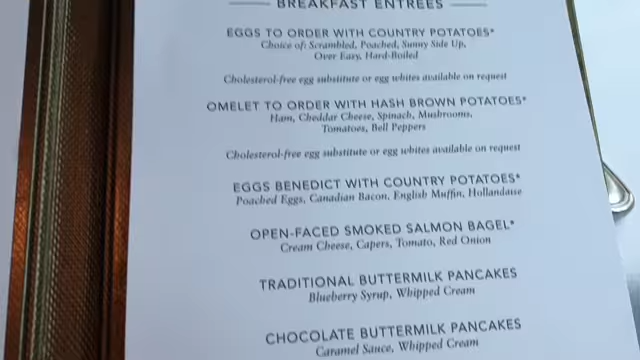 BREAKFAST ENTREES
EGGS TO ORDER WITH COUNTRY POTATOES*
Choice of: Scrambled, Poached, Sunny Side Up,
Over Easy, Hard-Boiled
Cholesterol-free egg substitute or egg whites available on request
OMELET TO ORDER WITH HASH BROWN POTATOES*
Ham, Cheddar Cheese, Spinach, Mushrooms,
Tomatoes, Bell Peppers
Cholesterol-free egg substitute or egg whites available on request
EGGS BENEDICT WITH COUNTRY POTATOES*
Poached Eggs, Canadian Bacon, English Muffin, Hollandaise
OPEN-FACED SMOKED SALMON BAGEL*
Cream Cheese, Capers, Tomato, Red Onion
TRADITIONAL BUTTERMILK PANCAKES
Blueberry Syrup, Whipped Cream
CHOCOLATE BUTTERMILK PANCAKES
Caramel Sauce, Whipped Cream